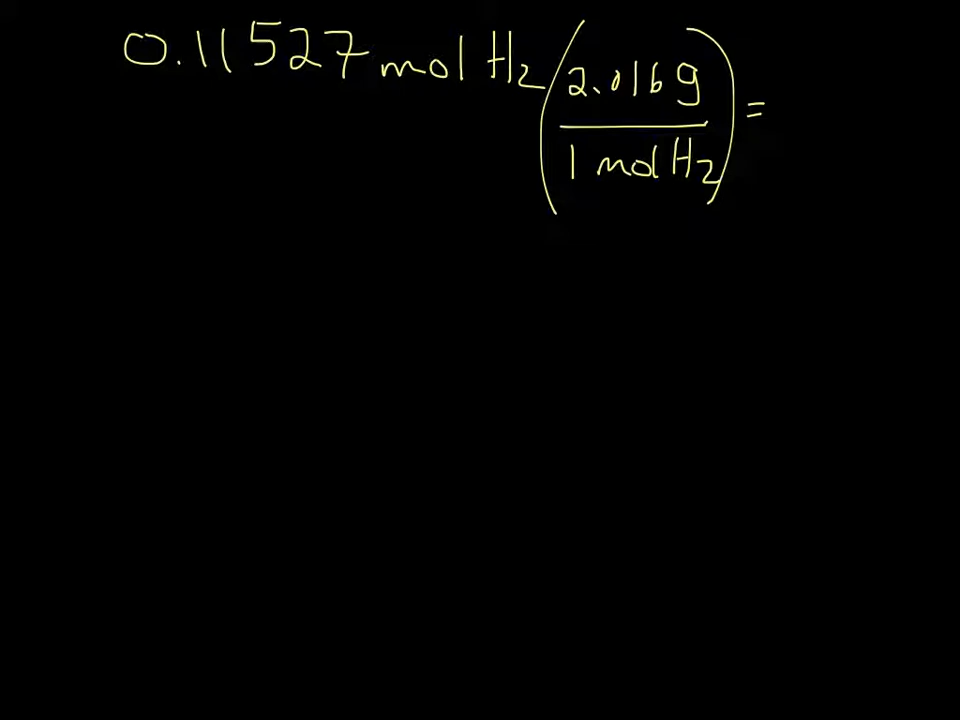 0.11527 mol H₂ (2.016 g / 1 mol H₂) =